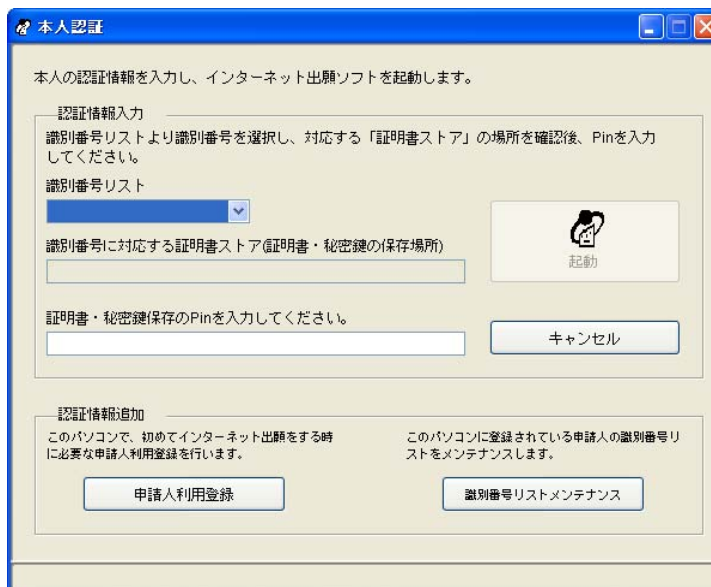 本人認証
本人の認証情報を入力し、インターネット出願ソフトを起動します。
認証情報入力
識別番号リストより識別番号を選択し、対応する「証明書ストア」の場所を確認後、Pinを入力
してください。
識別番号リスト
識別番号に対応する証明書ストア(証明書・秘密鍵の保存場所)
起動
証明書・秘密鍵保存のPinを入力してください。
キャンセル
認証情報追加
このパソコンで、初めてインターネット出願をする時
に必要な申請人利用登録を行います。
申請人利用登録
このパソコンに登録されている申請人の識別番号リ
ストをメンテナンスします。
識別番号リストメンテナンス